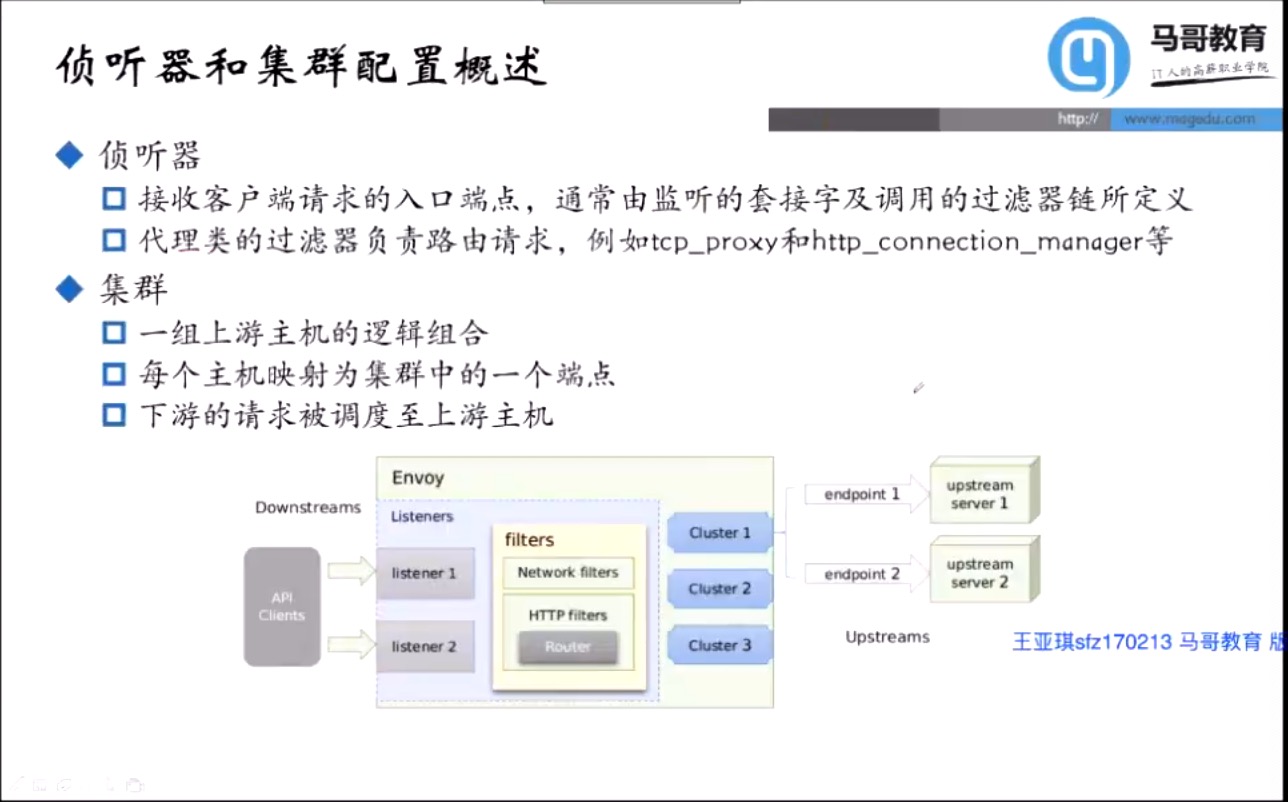 侦听器和集群配置概述
马哥教育
IT人的高薪职业学院
http://
www.magedu.com
侦听器
接收客户端请求的入口端点，通常由监听的套接字及调用的过滤器链所定义
代理类的过滤器负责路由请求，例如tcp_proxy和http_connection_manager等
集群
一组上游主机的逻辑组合
每个主机映射为集群中的一个端点
下游的请求被调度至上游主机
Downstreams
API
Clients
Envoy
Listeners
listener 1
listener 2
filters
Network filters
HTTP filters
Router
Cluster 1
Cluster 2
Cluster 3
endpoint 1
endpoint 2
upstream
server 1
upstream
server 2
Upstreams
王亚琪sfz170213 马哥教育 版